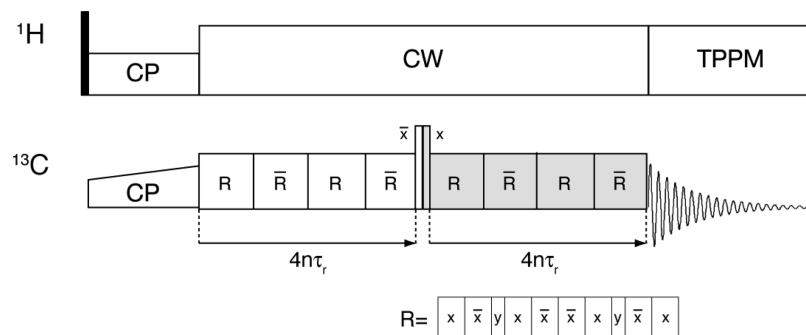 ¹H CP CW TPPM
x̄ x
¹³C CP R R̄ R R̄ R R̄ R R̄
4nτᵣ 4nτᵣ
R= x x̄ y x x̄ x̄ x y x̄ x